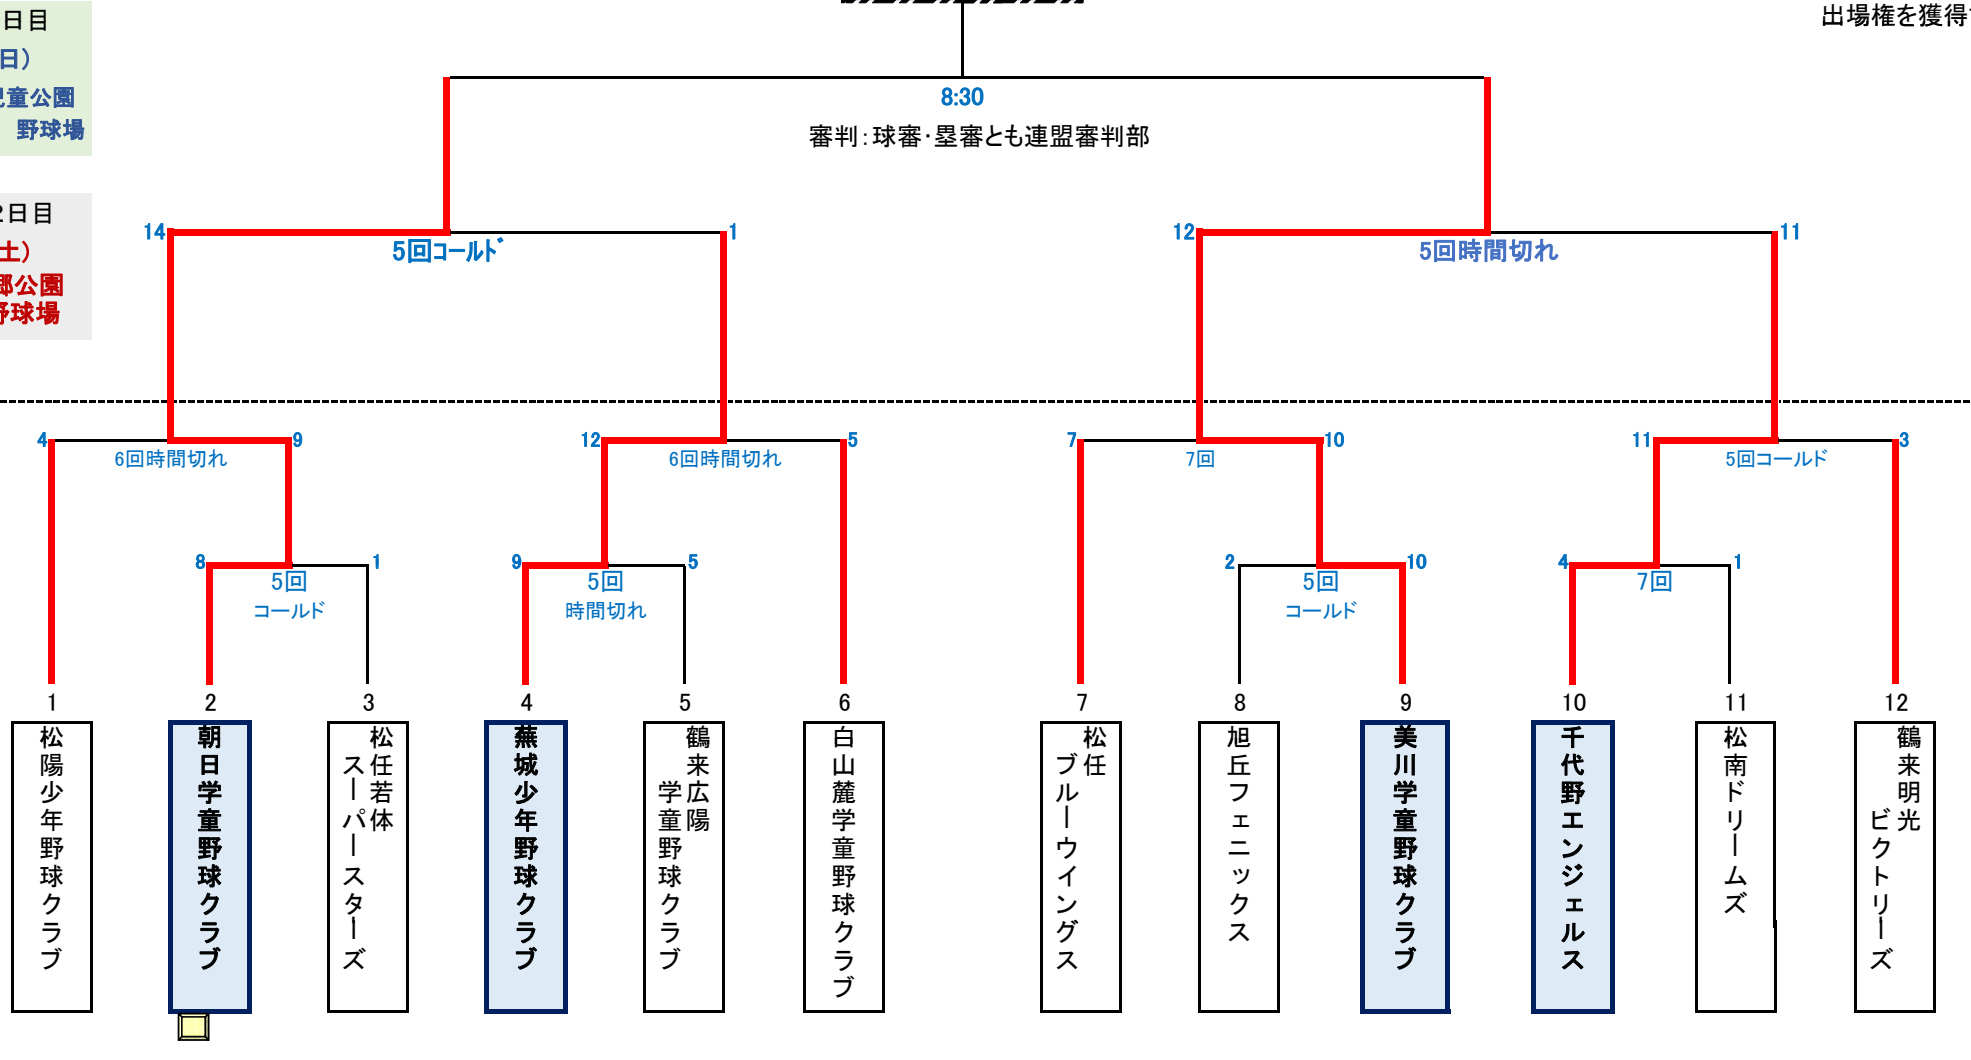 日目
日）
児童公園
野球場
出場権を獲得
8:30
審判：球審・塁審とも連盟審判部
2日目
土）
郷公園
野球場
14
5回コールド
1
12
5回時間切れ
11
4
6回時間切れ
9
12
6回時間切れ
5
7
7回
10
11
5回コールド
3
8
5回
コールド
1
9
5回
時間切れ
5
2
5回
コールド
10
4
7回
1
1
2
3
4
5
6
7
8
9
10
11
12
松陽少年野球クラブ
朝日学童野球クラブ
松任若体
スーパースターズ
蕪城少年野球クラブ
鶴来広陽
学童野球クラブ
白山麓学童野球クラブ
松任
ブルーウイングス
旭丘フェニックス
美川学童野球クラブ
千代野エンジェルス
松南ドリームズ
鶴来明光
ビクトリーズ